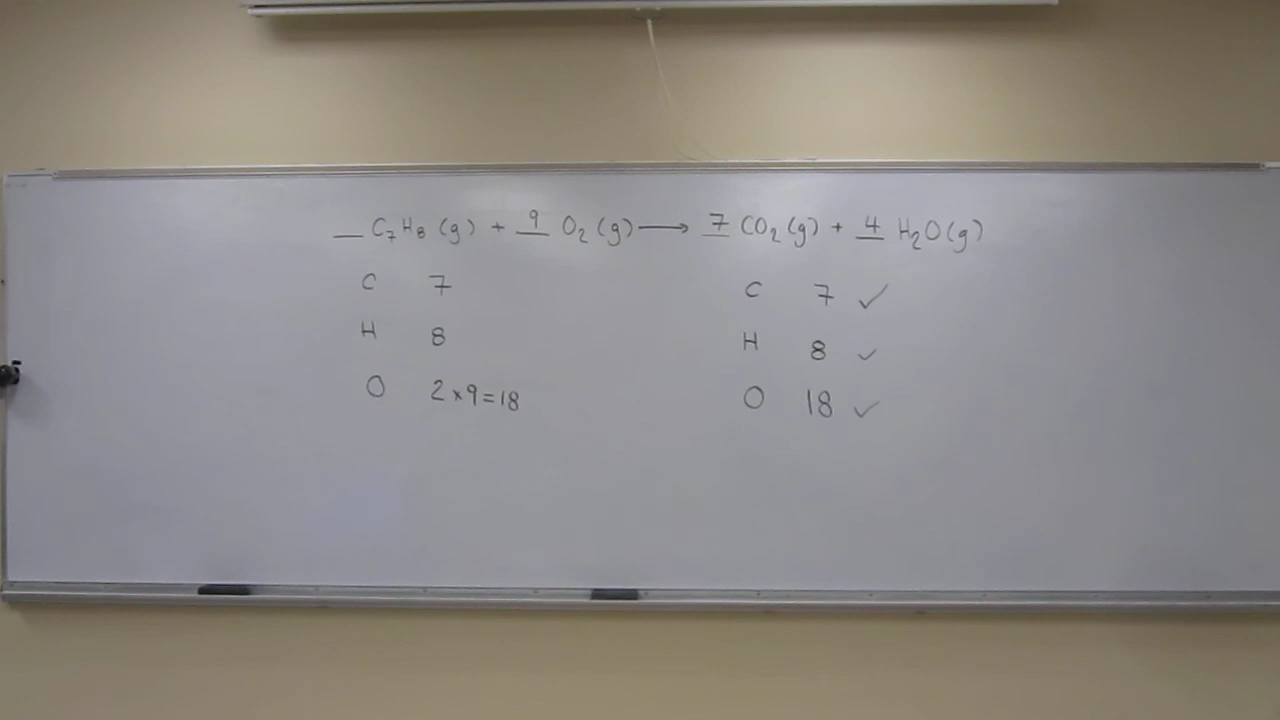 __ C₇H₈ (g) + 9 O₂ (g) ⟶ 7 CO₂ (g) + 4 H₂O (g)
C 7 C 7 ✓
H 8 H 8 ✓
O 2 × 9 = 18 O 18 ✓